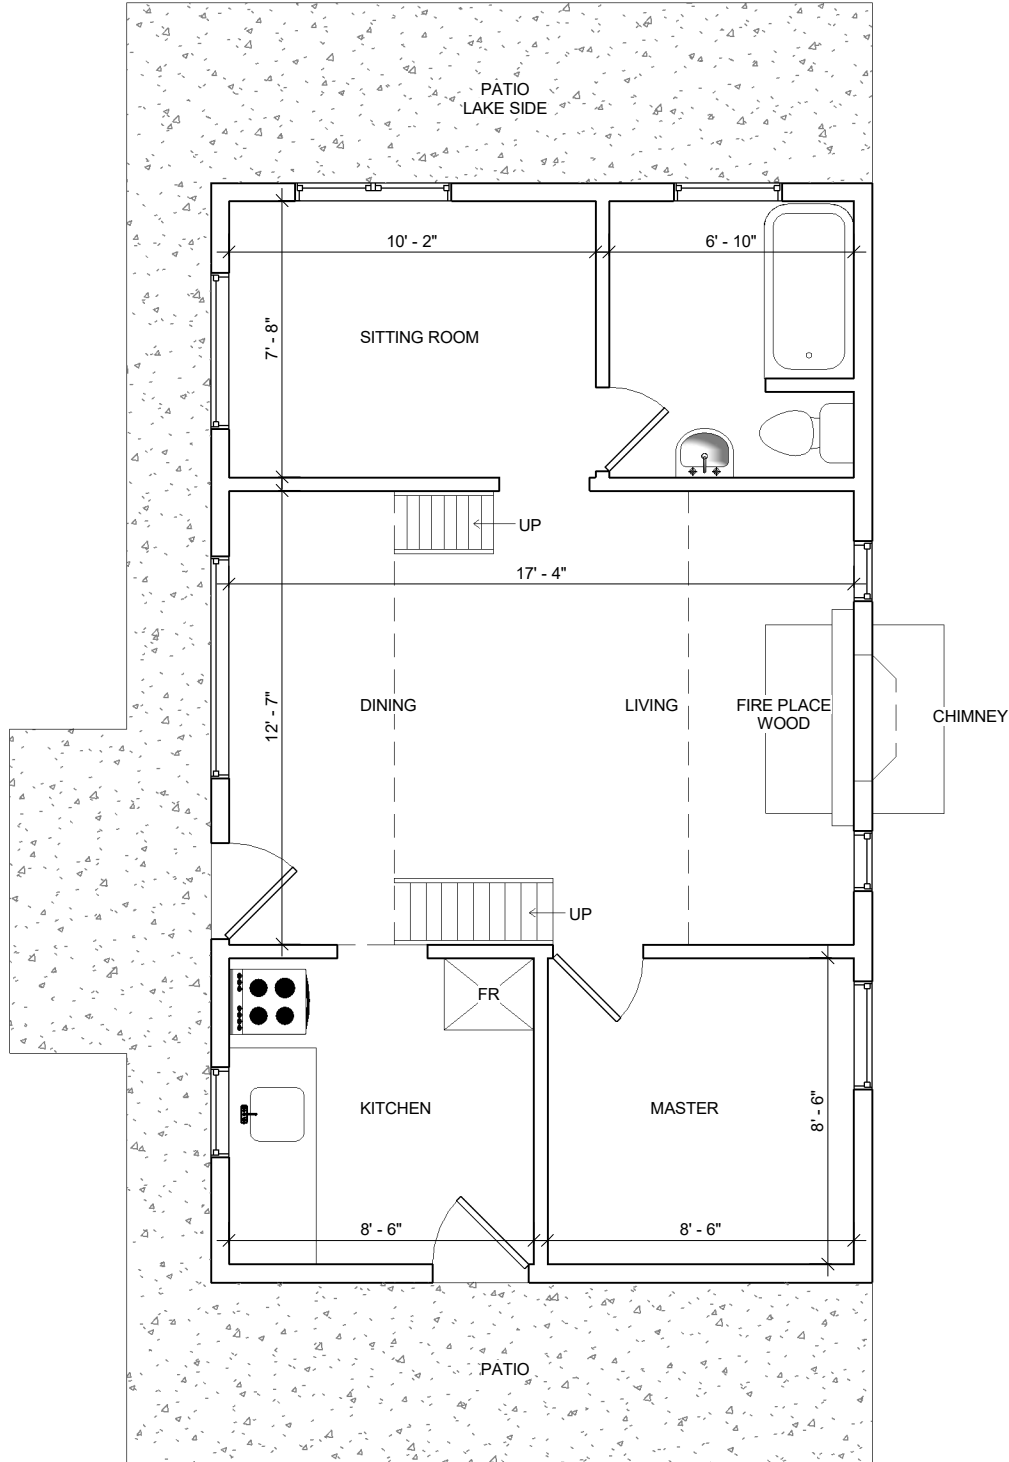 PATIO
LAKE SIDE
10' - 2"
6' - 10"
7' - 8"
SITTING ROOM
UP
17' - 4"
12' - 7"
DINING
LIVING
FIRE PLACE
WOOD
CHIMNEY
UP
FR
KITCHEN
MASTER
8' - 6"
8' - 6"
8' - 6"
PATIO